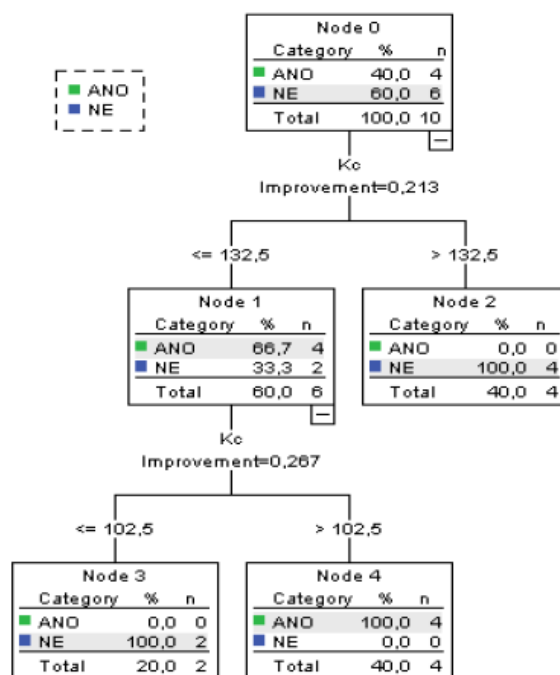 Node 0
Category % n
ANO 40,0 4
NE 60,0 6
Total 100,0 10
ANO
NE
Kc
Improvement=0,213
<= 132,5
> 132,5
Node 1
Category % n
ANO 66,7 4
NE 33,3 2
Total 60,0 6
Node 2
Category % n
ANO 0,0 0
NE 100,0 4
Total 40,0 4
Kc
Improvement=0,267
<= 102,5
> 102,5
Node 3
Category % n
ANO 0,0 0
NE 100,0 2
Total 20,0 2
Node 4
Category % n
ANO 100,0 4
NE 0,0 0
Total 40,0 4